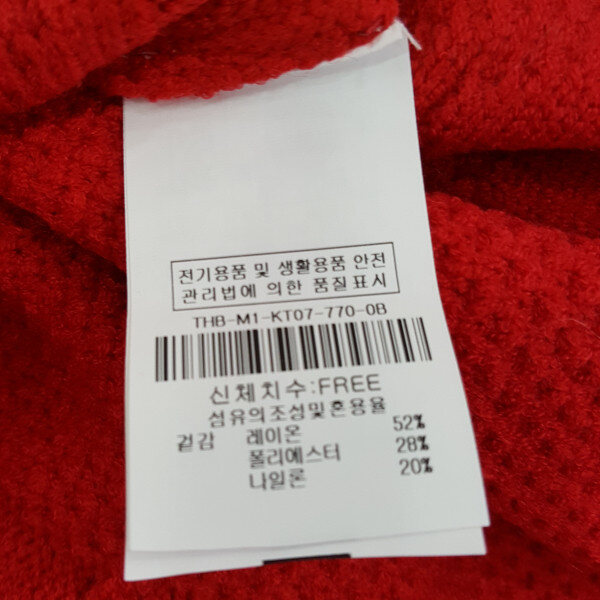 전기용품 및 생활용품 안전
관리법에 의한 품질표시
THB-M1-KT07-770-0B
신체치수:FREE
섬유의조성및혼용율
겉감 레이온 52%
폴리에스터 28%
나일론 20%